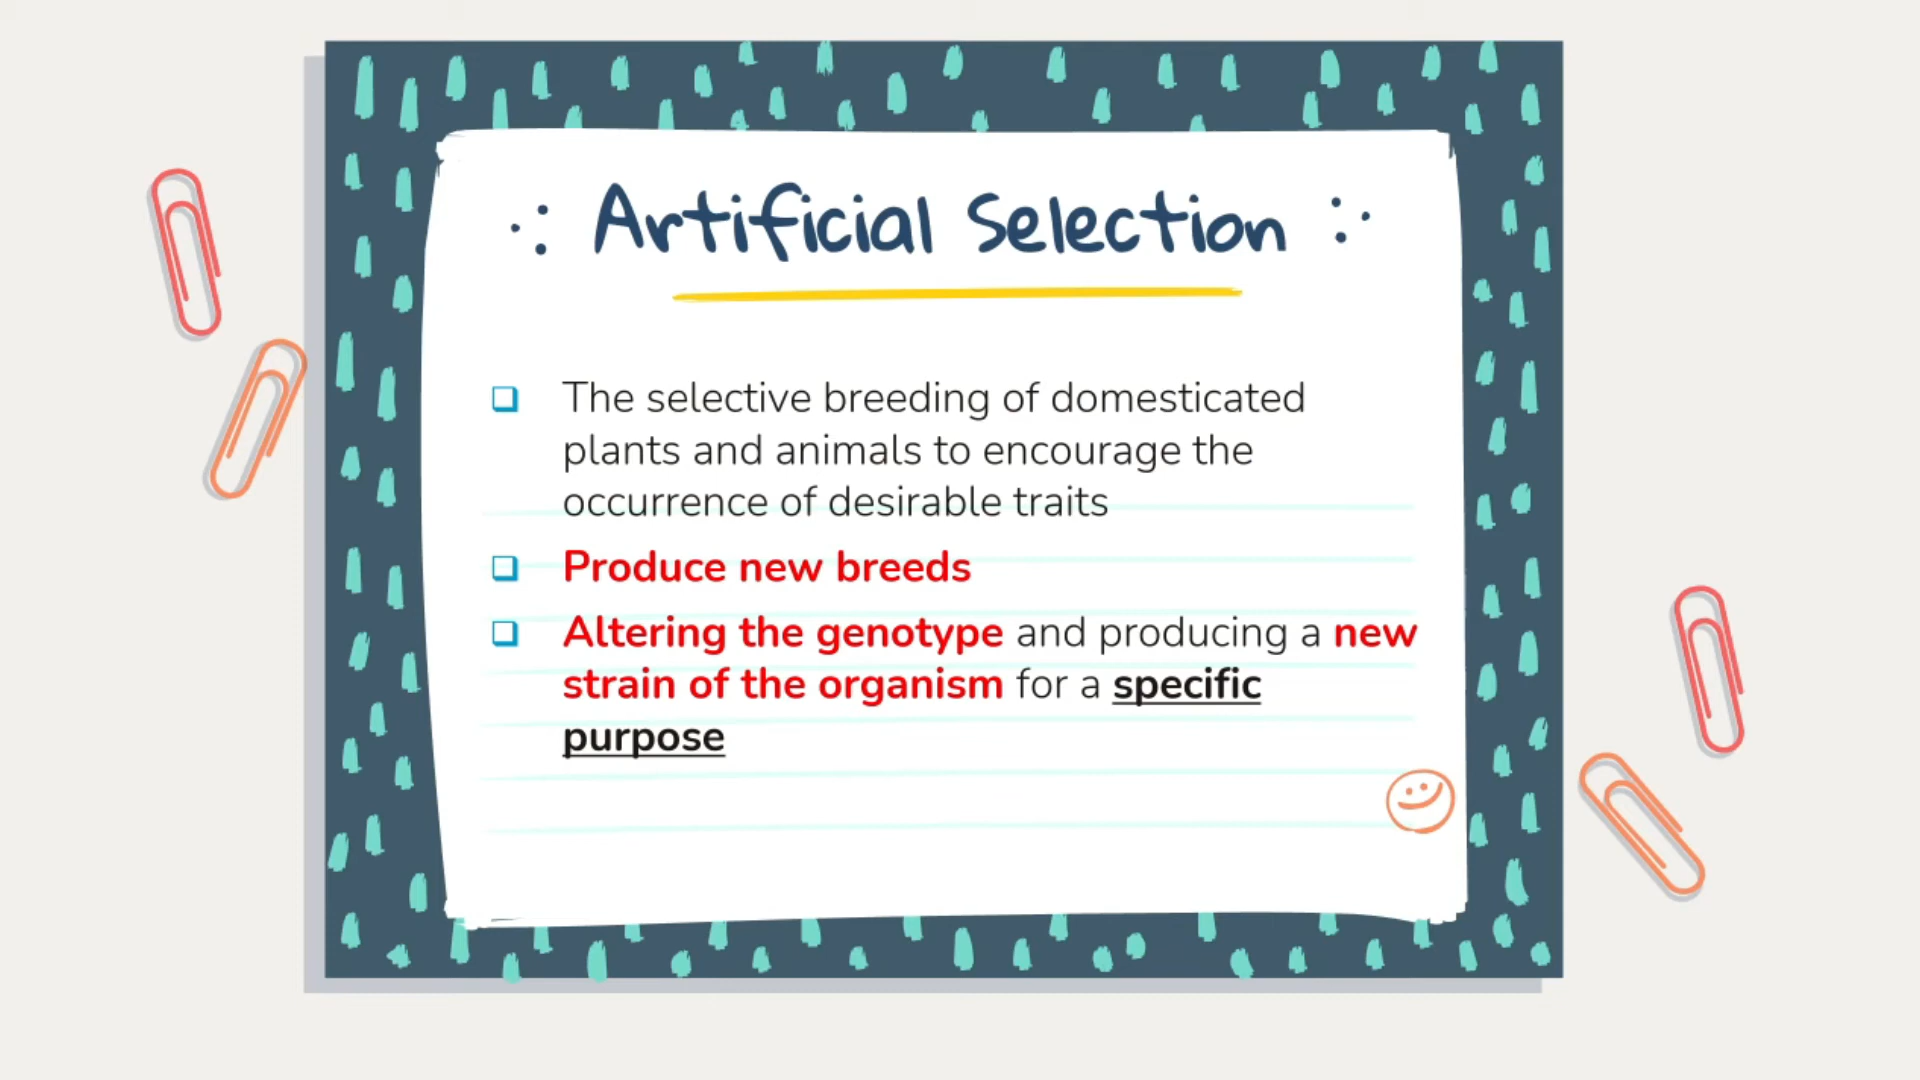 Artificial Selection
The selective breeding of domesticated
plants and animals to encourage the
occurrence of desirable traits
Produce new breeds
Altering the genotype and producing a new
strain of the organism for a specific
purpose